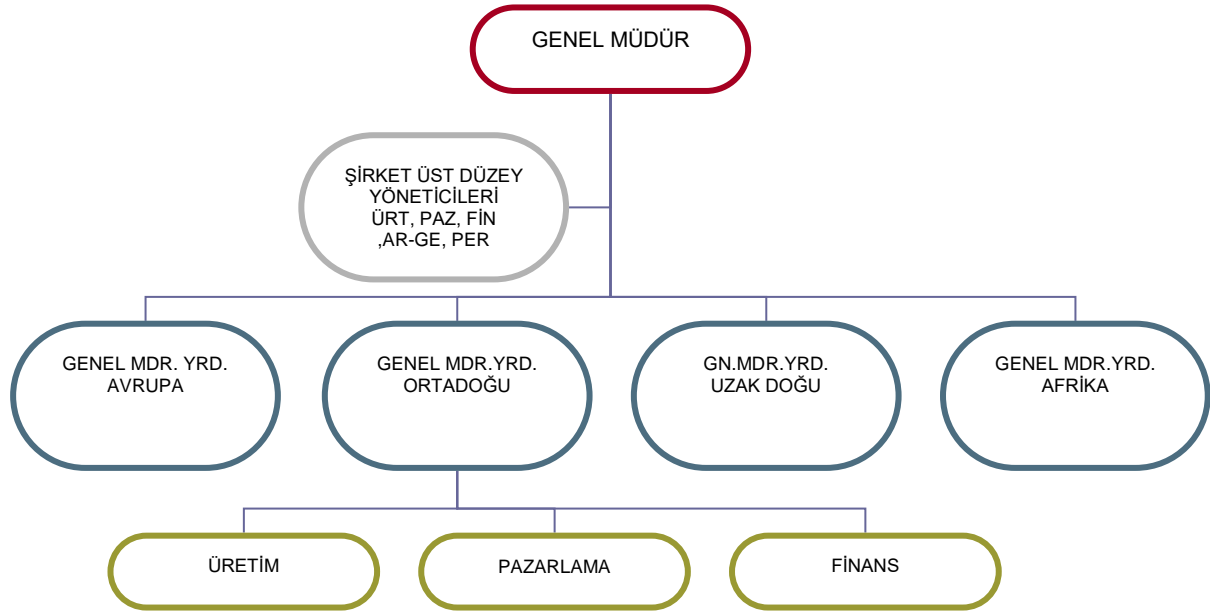 GENEL MÜDÜR
ŞİRKET ÜST DÜZEY
YÖNETİCİLERİ
ÜRT, PAZ, FİN
,AR-GE, PER
GENEL MDR. YRD.
AVRUPA
GENEL MDR.YRD.
ORTADOĞU
GN.MDR.YRD.
UZAK DOĞU
GENEL MDR.YRD.
AFRİKA
ÜRETİM
PAZARLAMA
FİNANS